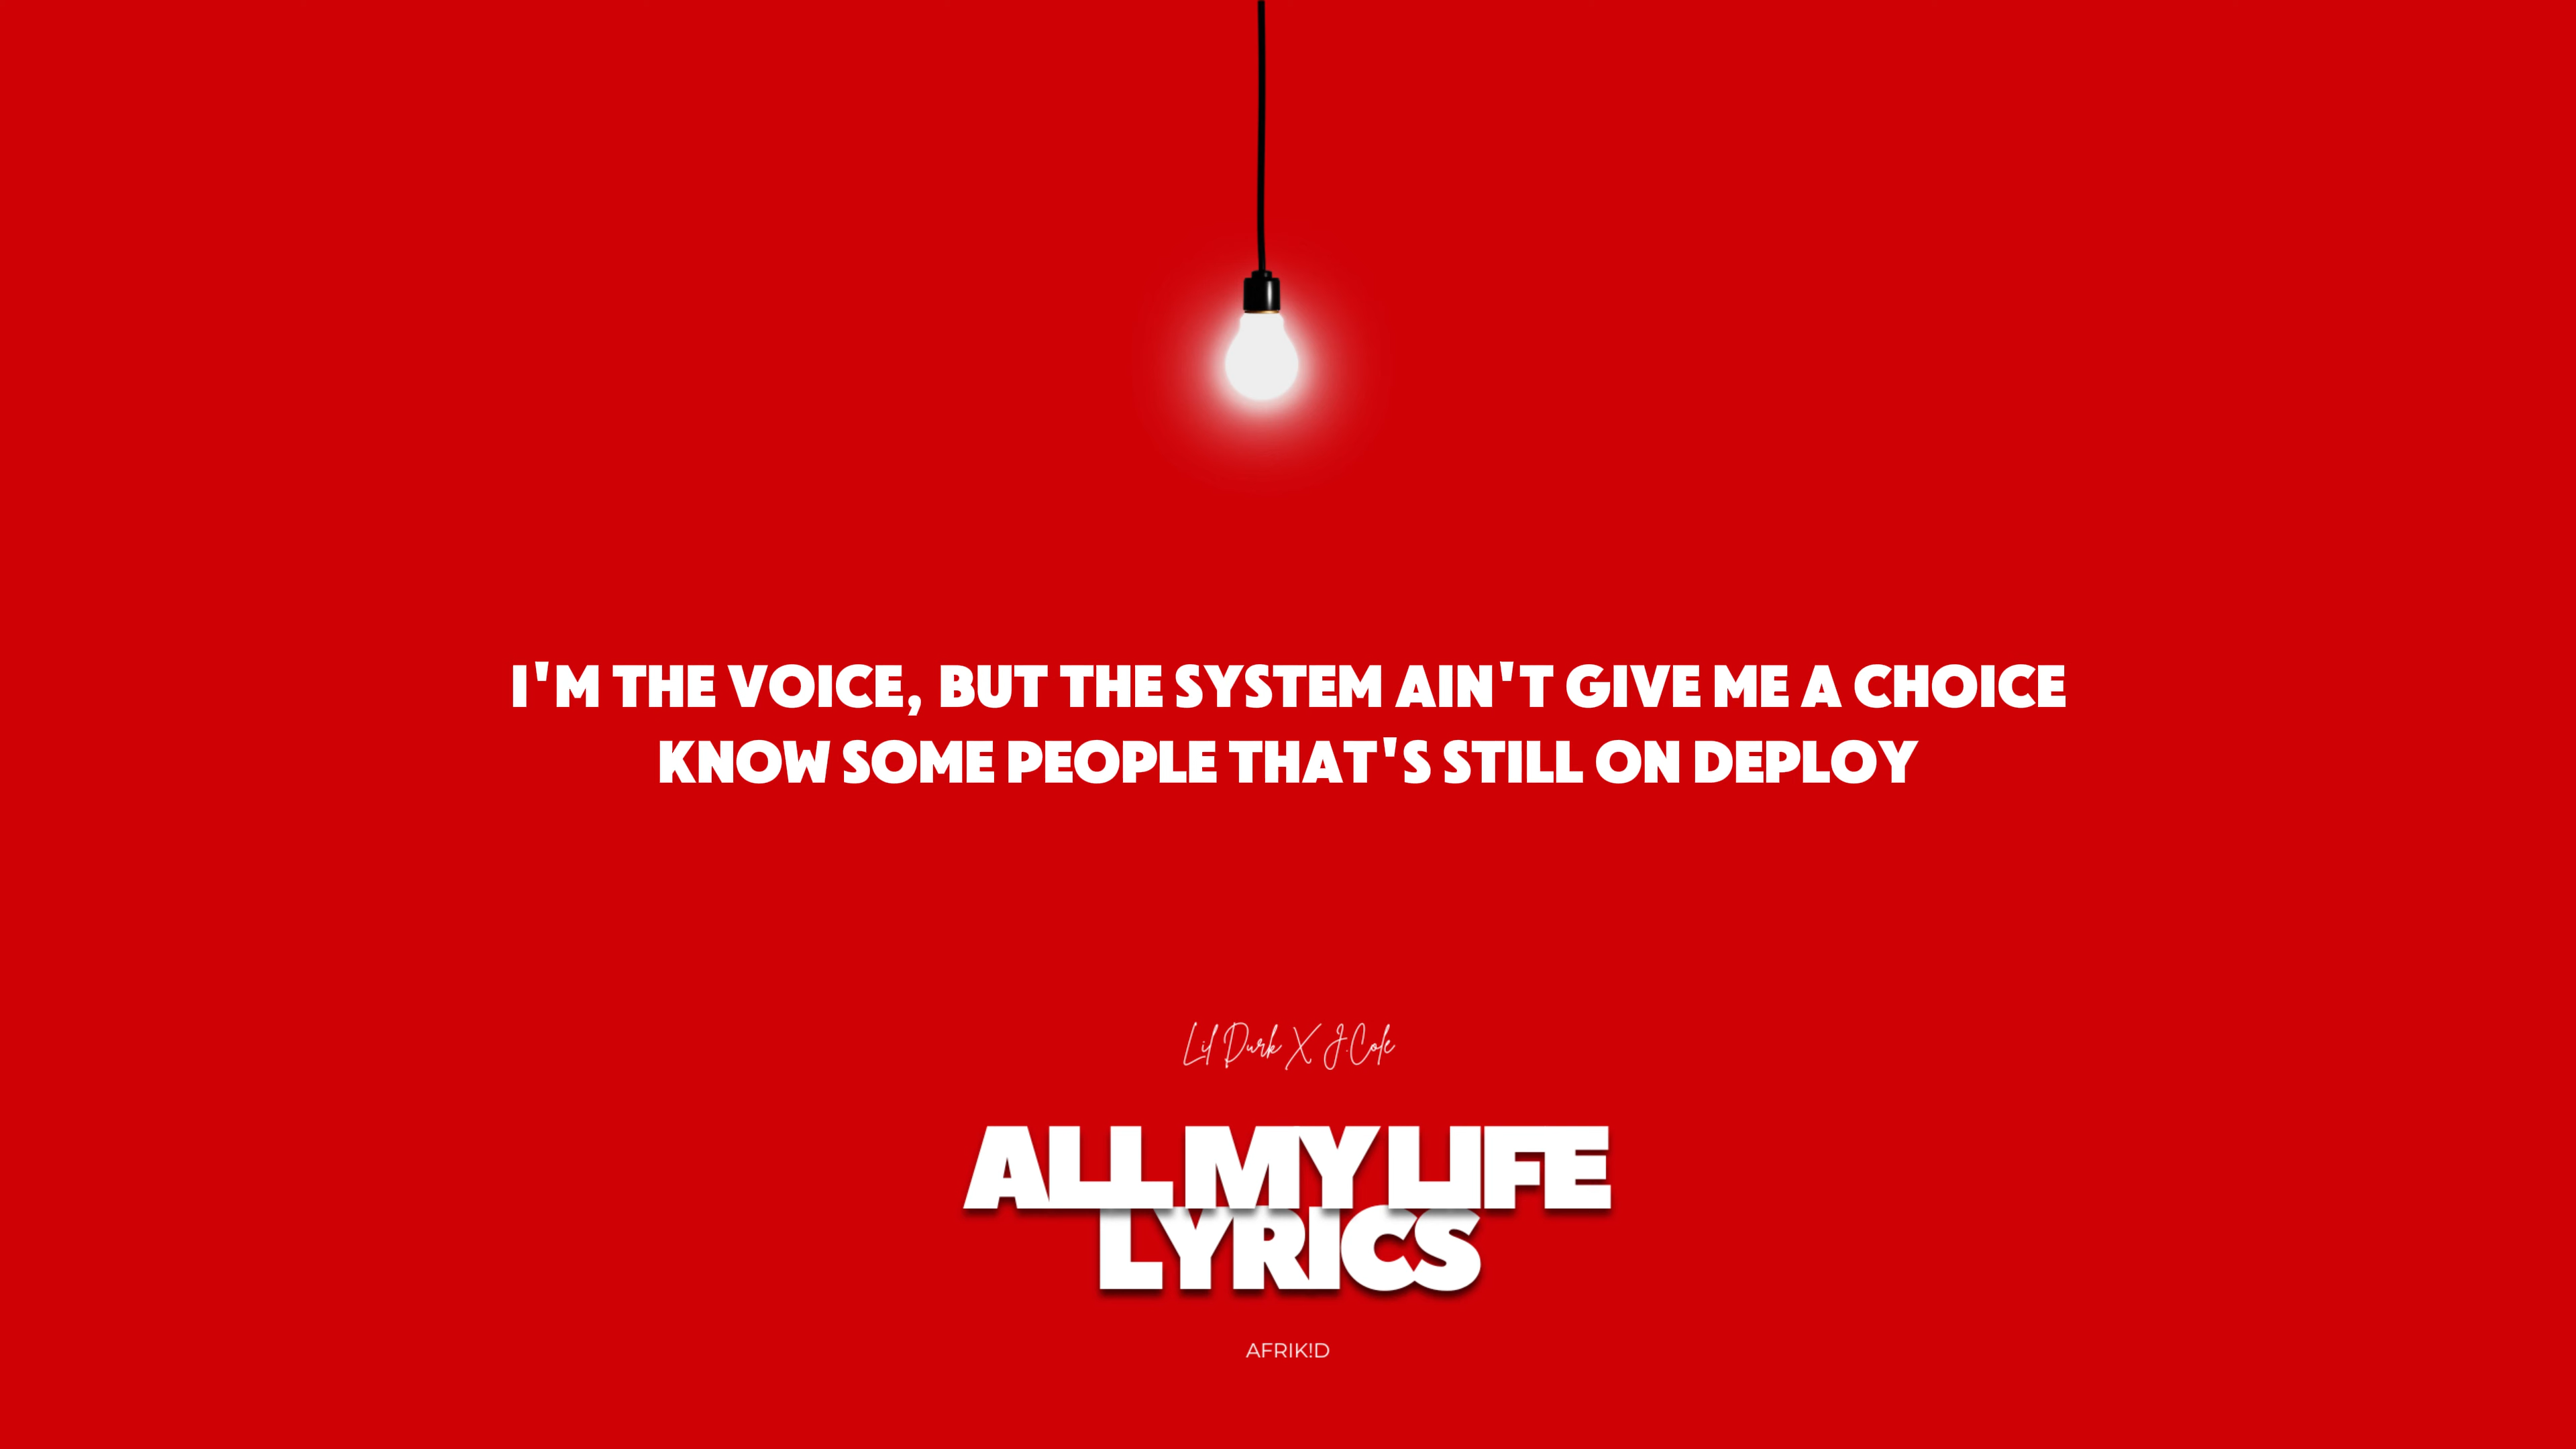 I'M THE VOICE, BUT THE SYSTEM AIN'T GIVE ME A CHOICE
KNOW SOME PEOPLE THAT'S STILL ON DEPLOY
Lil Durk X J.Cole
ALL MY LIFE
LYRICS
AFRIK!D